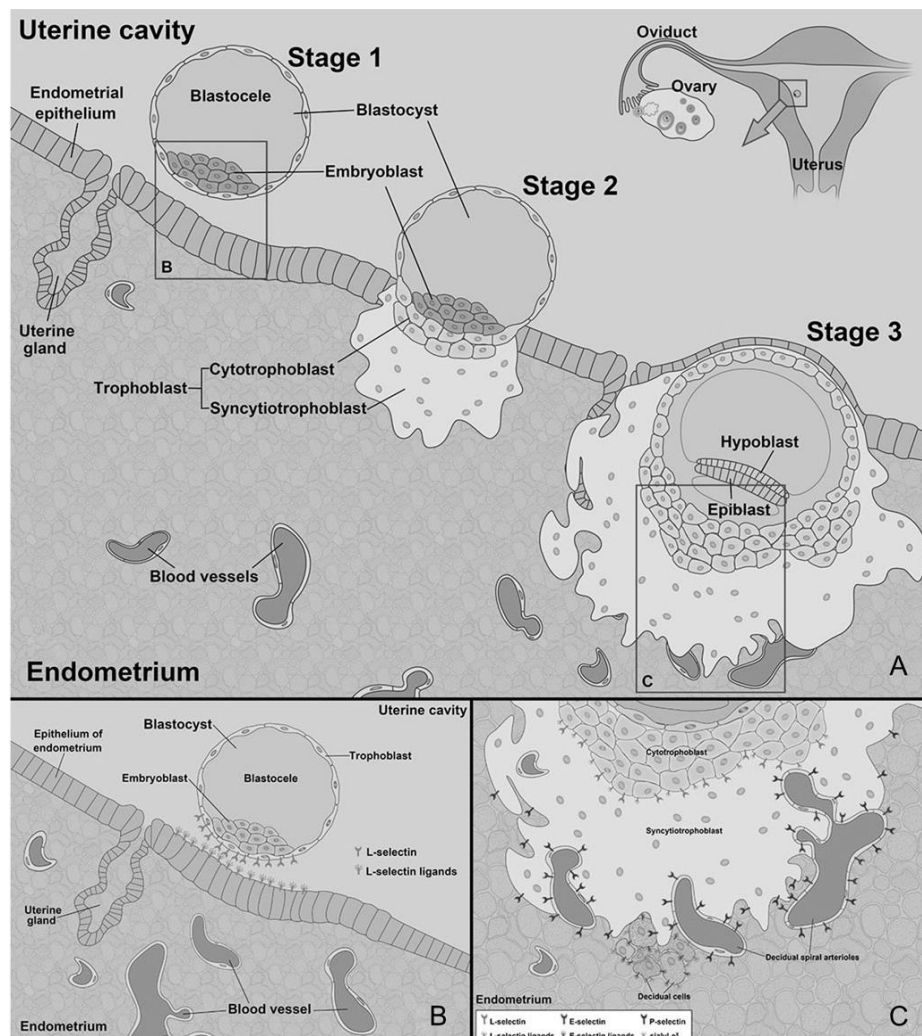 Uterine cavity
Stage 1
Oviduct
Endometrial
epithelium
Blastocele
Blastocyst
Ovary
Embryoblast
Stage 2
Uterus
B
Uterine
gland
Stage 3
Cytotrophoblast
Trophoblast
Syncytiotrophoblast
Hypoblast
Epiblast
Blood vessels
Endometrium
C
A
Uterine cavity
Blastocyst
Epithelium of
endometrium
Trophoblast
Embryoblast
Blastocele
L-selectin
L-selectin ligands
Uterine
gland
Blood vessel
Endometrium
B
Cytotrophoblast
Syncytiotrophoblast
Decidual spiral arterioles
Decidual cells
Endometrium
L-selectin
E-selectin
P-selectin
L-selectin ligands
E-selectin ligands
C